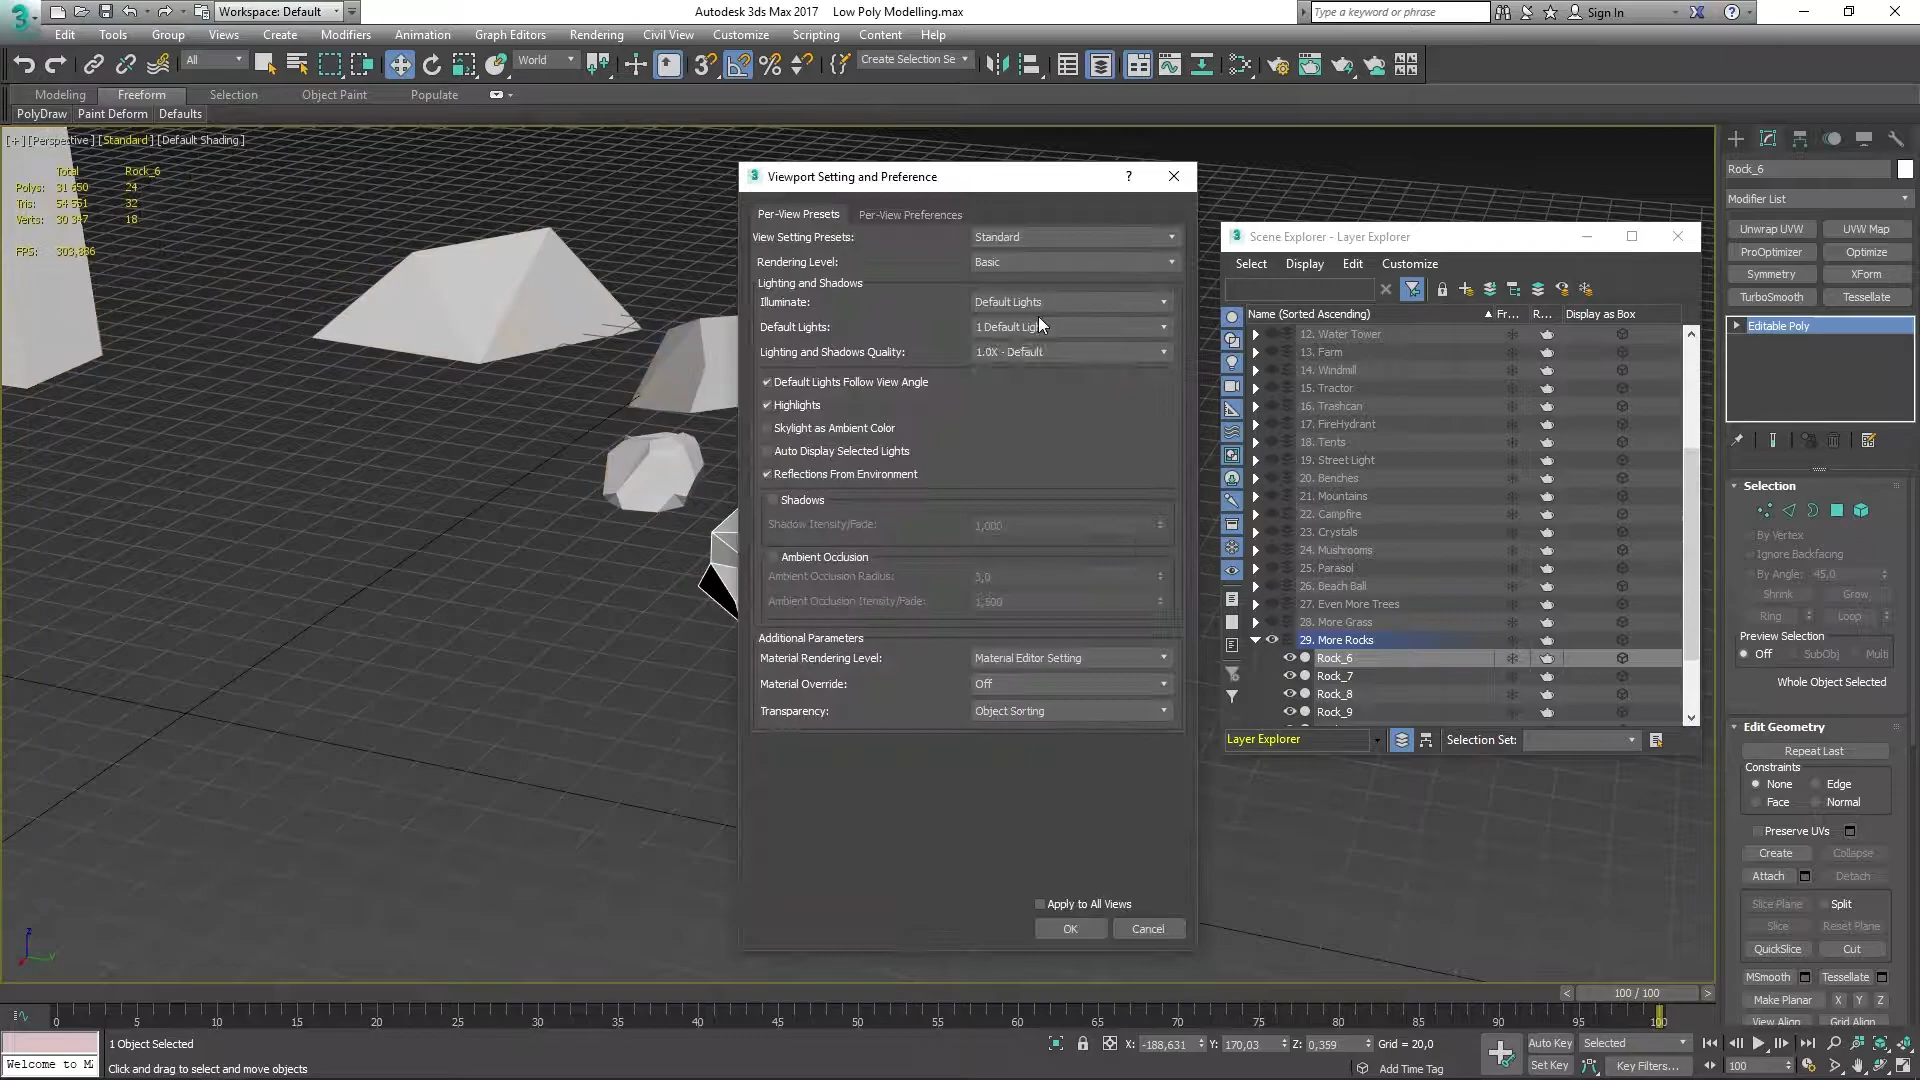 Workspace: Default
Autodesk 3ds Max 2017    Low Poly Modelling.max
Type a keyword or phrase
Sign In
Edit Tools Group Views Create Modifiers Animation Graph Editors Rendering Civil View Customize Scripting Content Help
All
World
Create Selection Se
Modeling Freeform Selection Object Paint Populate
PolyDraw Paint Deform Defaults
[+] [Perspective] [Standard] [Default Shading]
Total Rock_6
Polys: 31 650 24
Tris: 54 551 32
Verts: 30 347 18
FPS: 303,886
Viewport Setting and Preference
Per-View Presets Per-View Preferences
View Setting Presets: Standard
Rendering Level: Basic
Lighting and Shadows
Illuminate: Default Lights
Default Lights: 1 Default
Lighting and Shadows Quality: 1.0X - Default
Default Lights Follow View Angle
Highlights
Skylight as Ambient Color
Auto Display Selected Lights
Reflections From Environment
Shadows
Shadow Itensity/Fade: 1,000
Ambient Occlusion
Ambient Occlusion Radius: 3,0
Ambient Occlusion Itensity/Fade: 1,500
Additional Parameters
Material Rendering Level: Material Editor Setting
Material Override: Off
Transparency: Object Sorting
Apply to All Views
OK Cancel
Scene Explorer - Layer Explorer
Select Display Edit Customize
Name (Sorted Ascending) Fr... R... Display as Box
12. Water Tower
13. Farm
14. Windmill
15. Tractor
16. Trashcan
17. FireHydrant
18. Tents
19. Street Light
20. Benches
21. Mountains
22. Campfire
23. Crystals
24. Mushrooms
25. Parasol
26. Beach Ball
27. Even More Trees
28. More Grass
29. More Rocks
Rock_6
Rock_7
Rock_8
Rock_9
Layer Explorer
Selection Set:
Rock_6
Modifier List
Unwrap UVW UVW Map
ProOptimizer Optimize
Symmetry XForm
TurboSmooth Tessellate
Editable Poly
Selection
By Vertex
Ignore Backfacing
By Angle: 45,0
Shrink Grow
Ring Loop
Preview Selection
Off SubObj Multi
Whole Object Selected
Edit Geometry
Repeat Last
Constraints
None Edge
Face Normal
Preserve UVs
Create Collapse
Attach Detach
Slice Plane Split
Slice Reset Plane
QuickSlice Cut
MSmooth Tessellate
Make Planar X Y Z
View Align Grid Align
< 100 / 100 >
0 5 10 15 20 25 30 35 40 45 50 55 60 65 70 75 80 85 90 95 100
1 Object Selected
X: -188,631 Y: 170,03 Z: 0,359 Grid = 20,0
Auto Key Selected
Welcome to M
Click and drag to select and move objects
Add Time Tag
Set Key Key Filters... 100